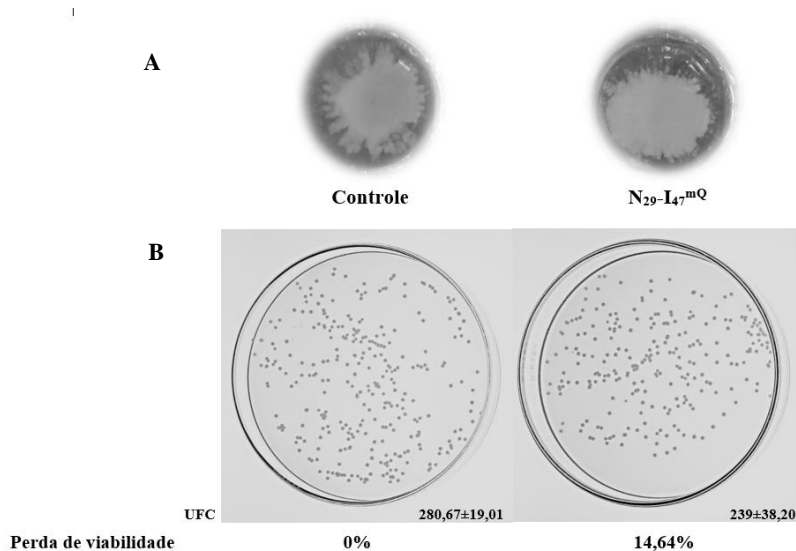 A
Controle
N₂₉-I₄₇ᵐQ
B
UFC
280,67±19,01
239±38,20
Perda de viabilidade
0%
14,64%